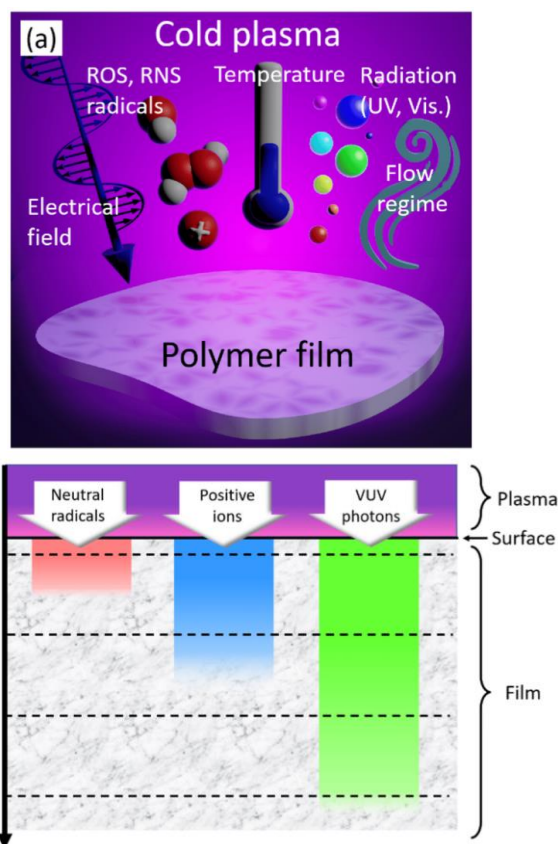 (a)
Cold plasma
ROS, RNS
radicals
Temperature
Radiation
(UV, Vis.)
Flow
regime
Electrical
field
Polymer film
Neutral
radicals
Positive
ions
VUV
photons
Plasma
Surface
Film